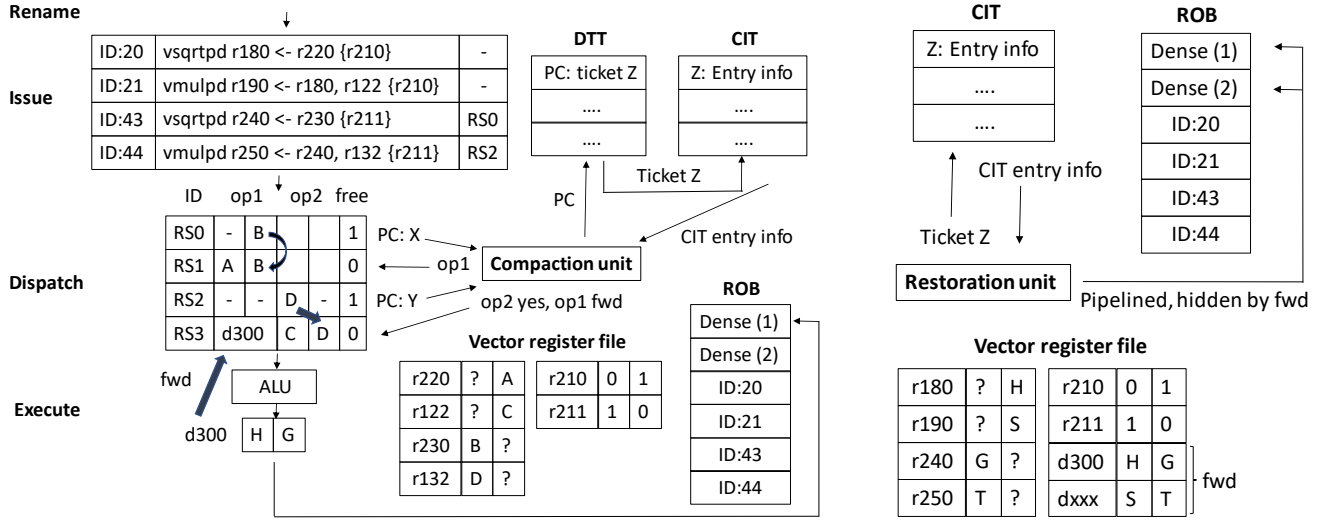 Rename
ID:20 vsqrtpd r180 <- r220 {r210} -
ID:21 vmulpd r190 <- r180, r122 {r210} -
Issue
ID:43 vsqrtpd r240 <- r230 {r211} RS0
ID:44 vmulpd r250 <- r240, r132 {r211} RS2
DTT
PC: ticket Z
....
....
CIT
Z: Entry info
....
....
Ticket Z
PC
CIT entry info
ID op1 op2 free
RS0 - B 1
RS1 A B 0
RS2 - - D - 1
RS3 d300 C D 0
Dispatch
PC: X
op1
PC: Y
Compaction unit
op2 yes, op1 fwd
fwd
ALU
Execute
d300 H G
Vector register file
r220 ? A
r122 ? C
r230 B ?
r132 D ?
r210 0 1
r211 1 0
ROB
Dense (1)
Dense (2)
ID:20
ID:21
ID:43
ID:44
CIT
Z: Entry info
....
....
CIT entry info
Ticket Z
Restoration unit
Pipelined, hidden by fwd
ROB
Dense (1)
Dense (2)
ID:20
ID:21
ID:43
ID:44
Vector register file
r180 ? H
r190 ? S
r240 G ?
r250 T ?
r210 0 1
r211 1 0
d300 H G
dxxx S T
fwd